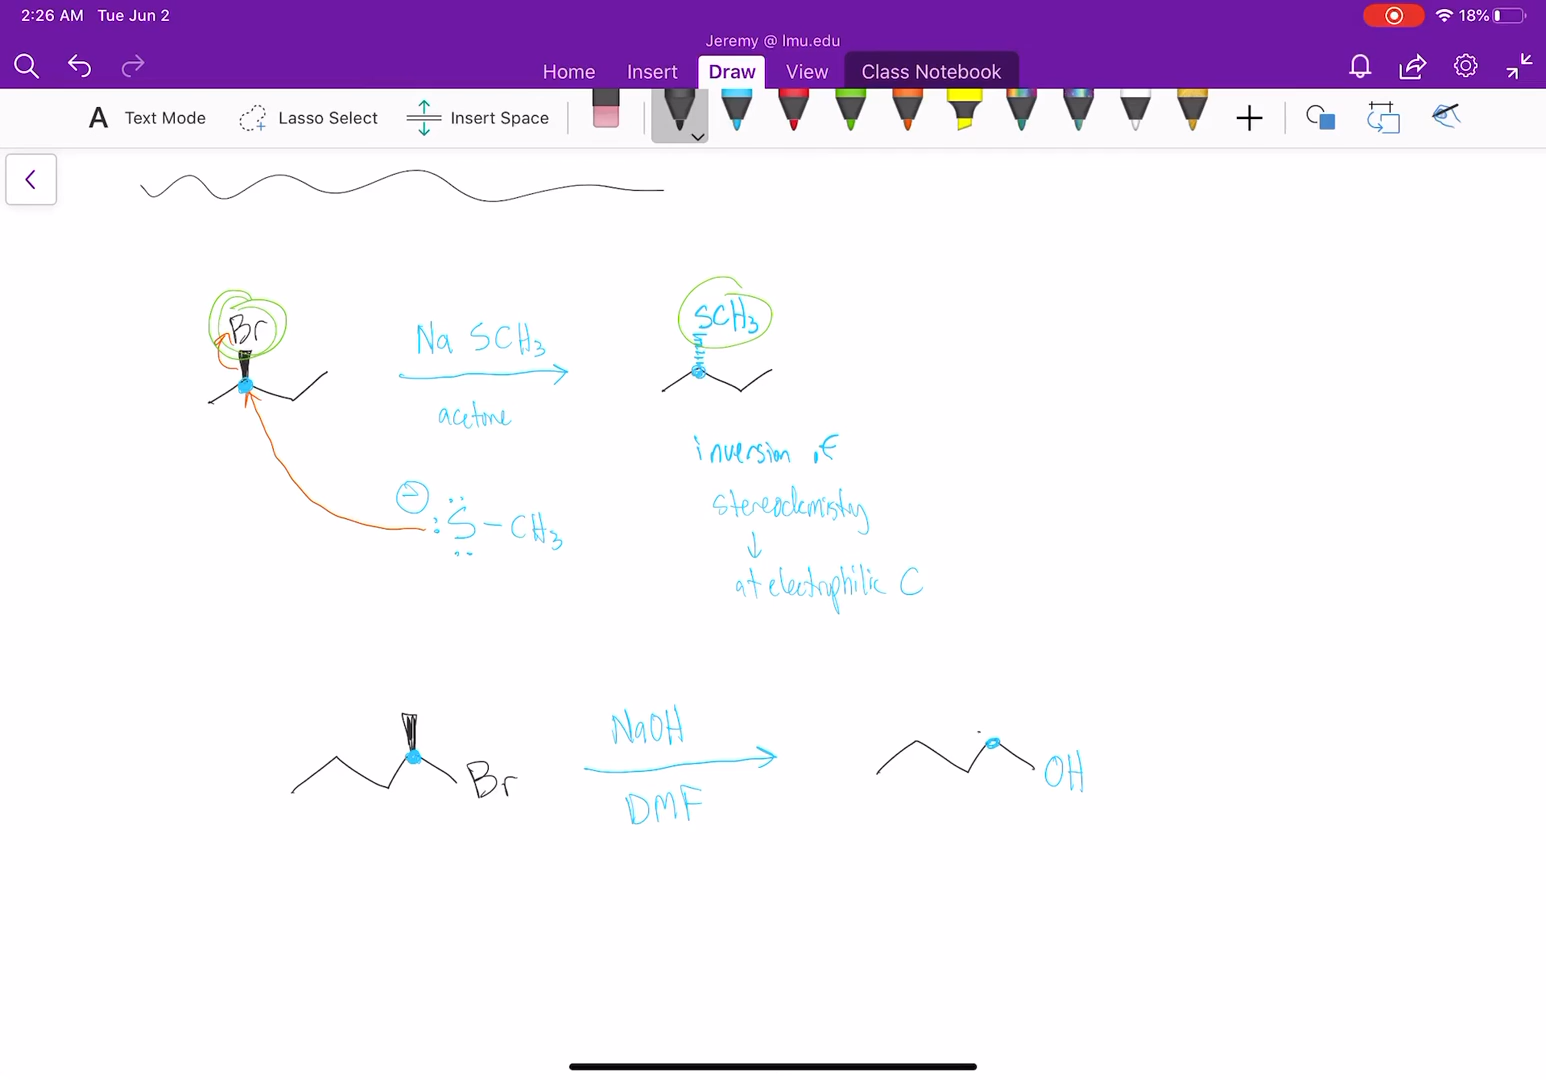 2:26 AM Tue Jun 2
18%
Jeremy @ lmu.edu
Home Insert Draw View Class Notebook
A Text Mode Lasso Select Insert Space
Br
Na SCH3
acetone
SCH3
inversion of
stereochemistry
at electrophilic C
:S-CH3
Br
NaOH
DMF
OH